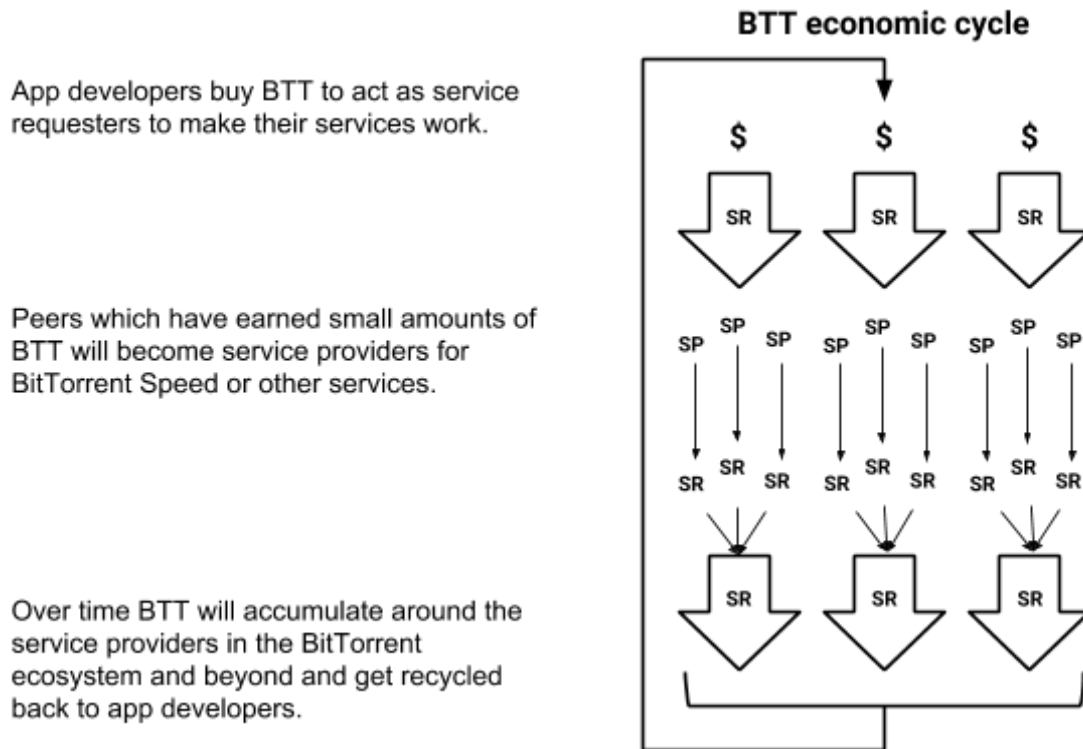 BTT economic cycle
App developers buy BTT to act as service
requesters to make their services work.
$ $ $
SR SR SR
Peers which have earned small amounts of
BTT will become service providers for
BitTorrent Speed or other services.
SP SP SP SP SP SP SP SP SP
SR SR SR SR SR SR SR SR SR
Over time BTT will accumulate around the
service providers in the BitTorrent
ecosystem and beyond and get recycled
back to app developers.
SR SR SR